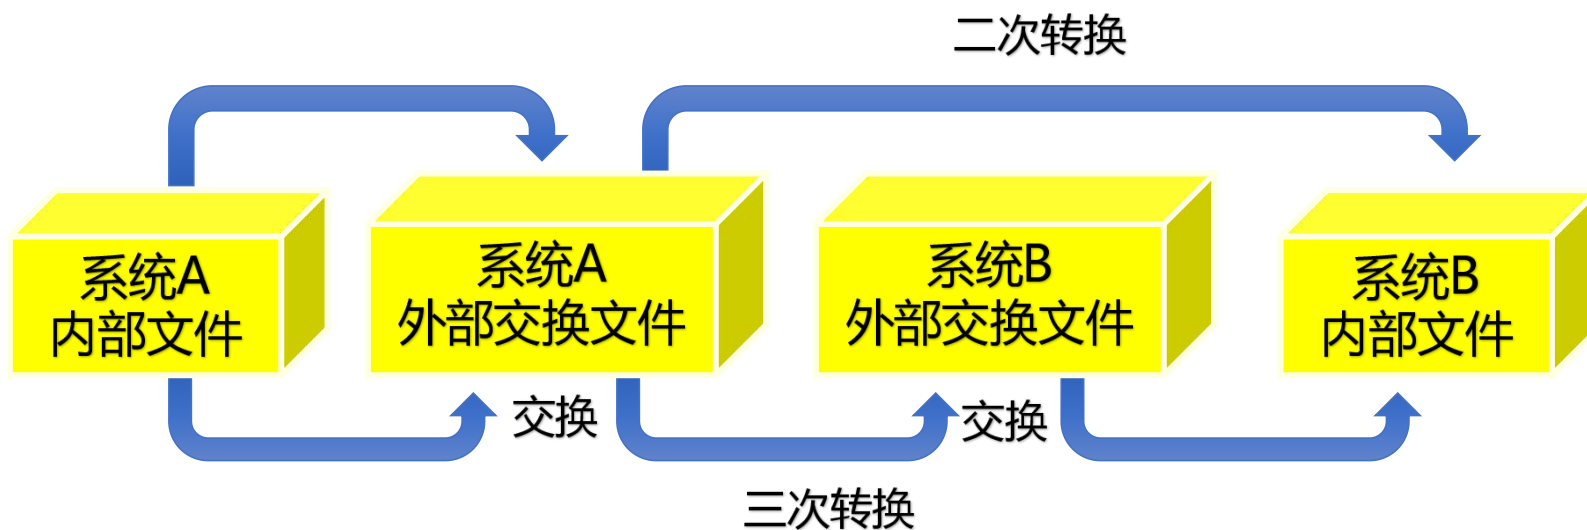 二次转换
系统A
内部文件
系统A
外部交换文件
系统B
外部交换文件
系统B
内部文件
交换
交换
三次转换